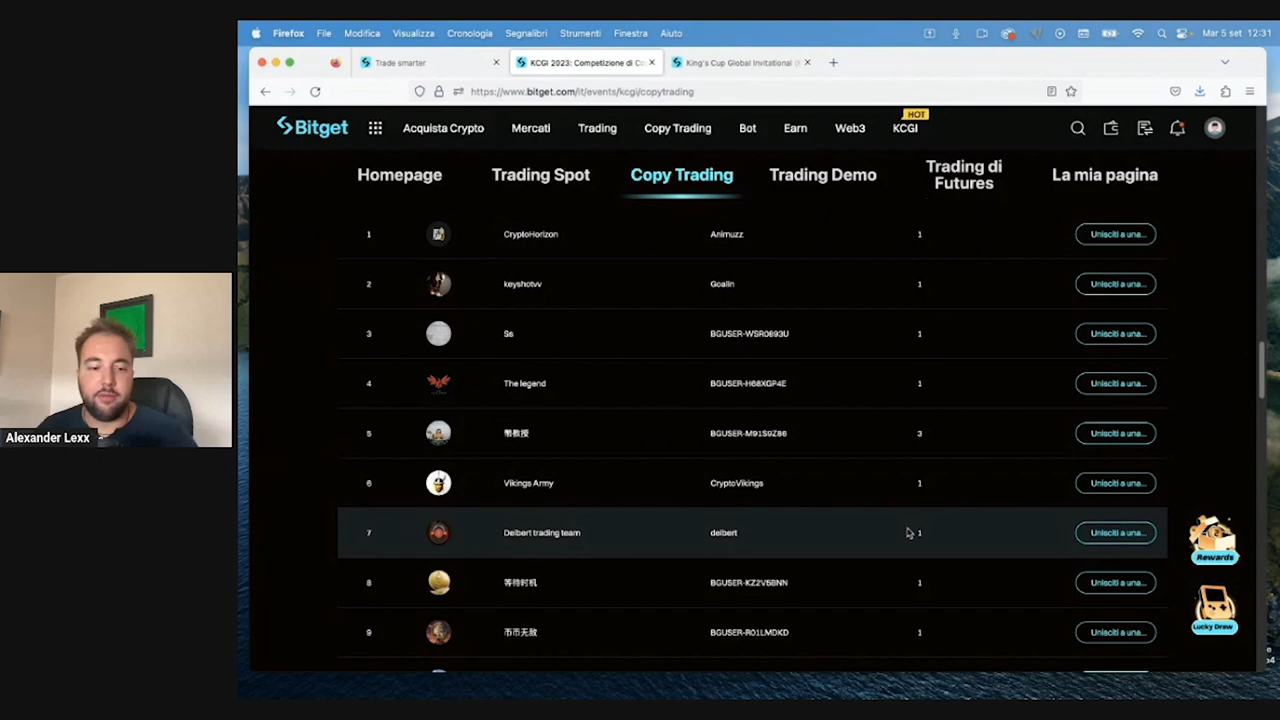 Firefox File Modifica Visualizza Cronologia Segnalibri Strumenti Finestra Aiuto Mar 5 set 12:31
Trade smarter KCGI 2023: Competizione di Co King's Cup Global Invitational (
https://www.bitget.com/it/events/kcgi/copytrading
HOT
Bitget Acquista Crypto Mercati Trading Copy Trading Bot Earn Web3 KCGI
Homepage Trading Spot Copy Trading Trading Demo Trading di Futures La mia pagina
1 CryptoHorizon Animuzz 1 Unisciti a una...
2 keyshotvv Goalin 1 Unisciti a una...
3 Ss BGUSER-WSR0893U 1 Unisciti a una...
4 The legend BGUSER-H68XGP4E 1 Unisciti a una...
5 幣教授 BGUSER-M91S9Z86 3 Unisciti a una...
6 Vikings Army CryptoVikings 1 Unisciti a una...
7 Delbert trading team delbert 1 Unisciti a una...
8 等待时机 BGUSER-KZ2V5BNN 1 Unisciti a una...
9 币币无敌 BGUSER-R01LMDKD 1 Unisciti a una...
Rewards
Lucky Draw
Alexander Lexx